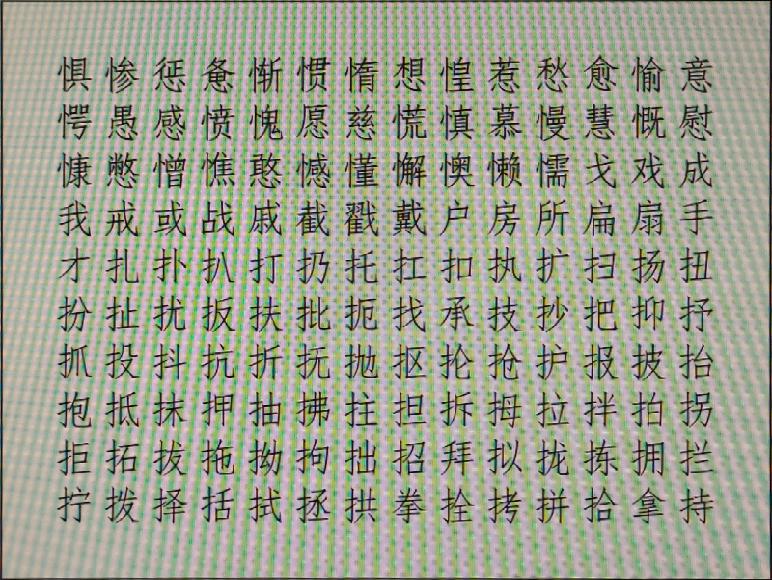 惧惨惩惫惭惯惰想惶惹愁愈愉意
愕愚感愤愧愿慈慌慎慕慢慧慨慰
慷憋憎憔憨憾懂懈懊懒懦戈戏成
我戒或战戚截戳戴户房所扁扇手
才扎扑扒打扔托扛扣执扩扫扬扭
扮扯扰扳扶批扼找承技抄把抑抒
抓投抖抗折抚抛抠抡抢护报披抬
抱抵抹押抽拂拄担拆拇拉拌拍拐
拒拓拔拖拗拘拙招拜拟拢拣拥拦
拧拨择括拭拯拱拳拴拷拼拾拿持